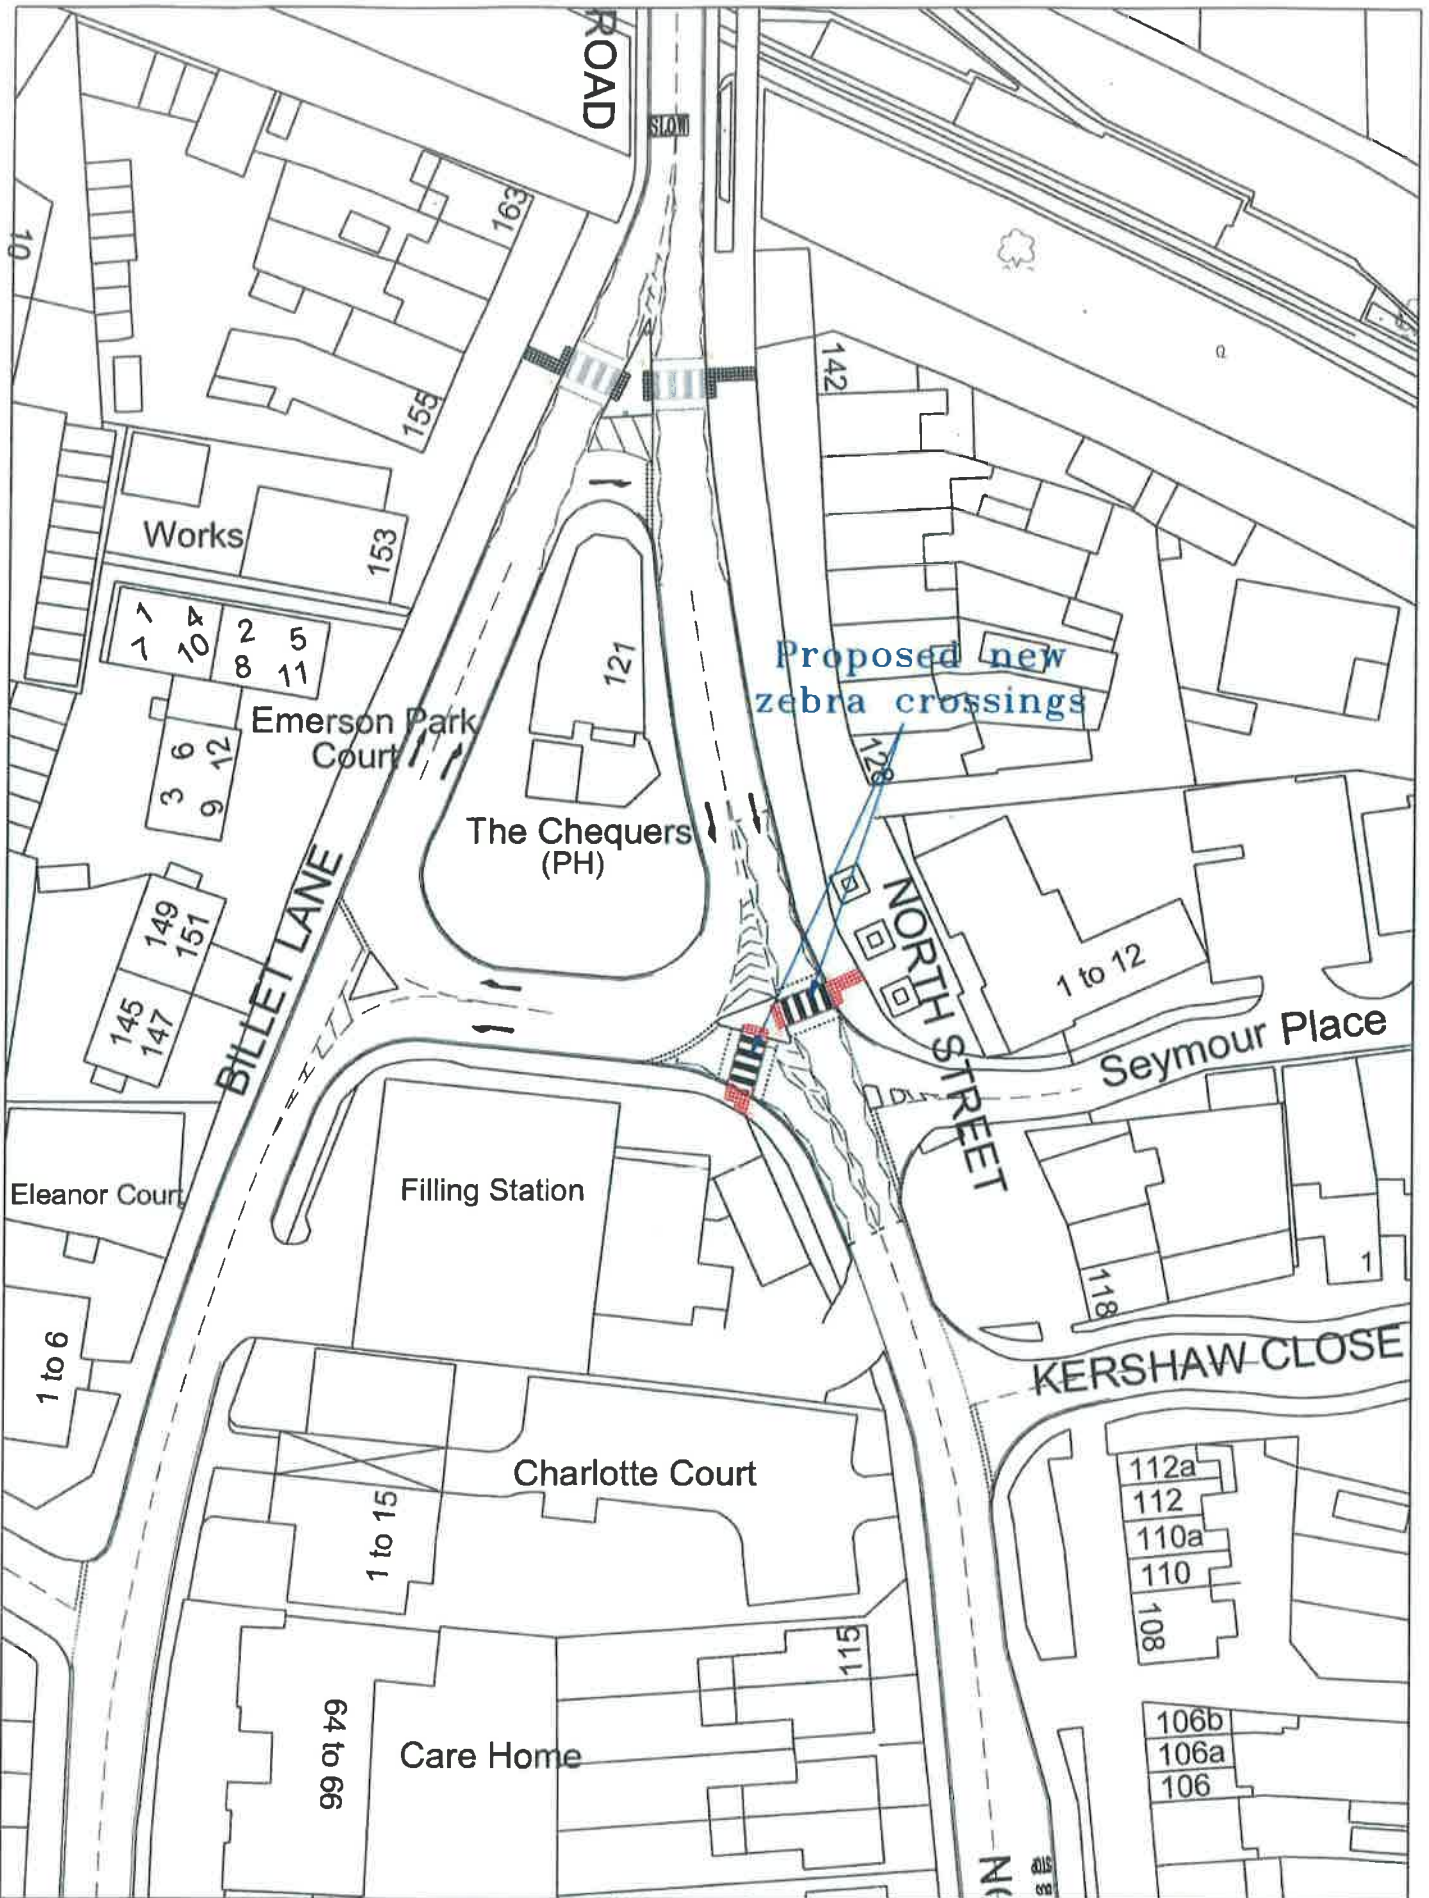 ROAD
SLOW
163
10
142
155
Works
153
1 4
7 10
2 5
8 11
121
Proposed new
zebra crossings
Emerson Park
Court
6 12
3 9
128
The Chequers
(PH)
149
151
BILLET LANE
NORTH STREET
1 to 12
145
147
Seymour Place
Eleanor Court
Filling Station
118
1
1 to 6
KERSHAW CLOSE
Charlotte Court
112a
112
110a
110
108
1 to 15
115
64 to 66
Care Home
106b
106a
106